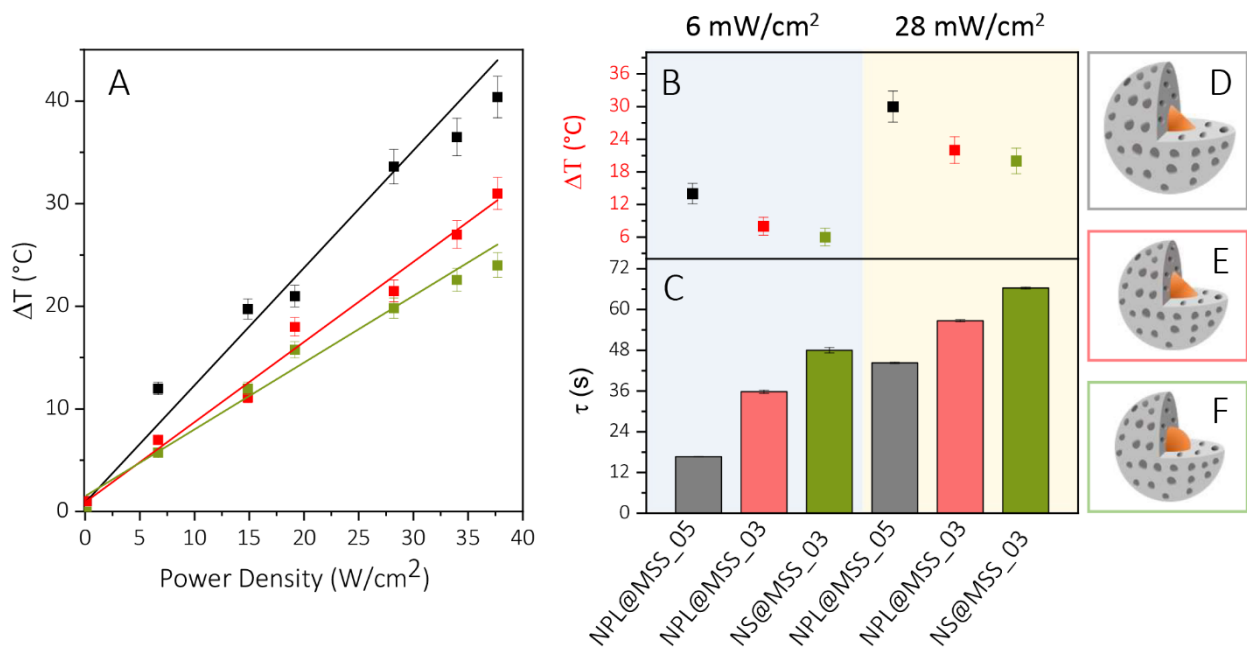 A
ΔT (°C)
40
30
20
10
0
0 5 10 15 20 25 30 35 40
Power Density (W/cm²)
6 mW/cm² 28 mW/cm²
B
ΔT (°C)
36
30
24
18
12
6
C
τ (s)
72
60
48
36
24
12
0
NPL@MSS_05
NPL@MSS_03
NS@MSS_03
NPL@MSS_05
NPL@MSS_03
NS@MSS_03
D
E
F